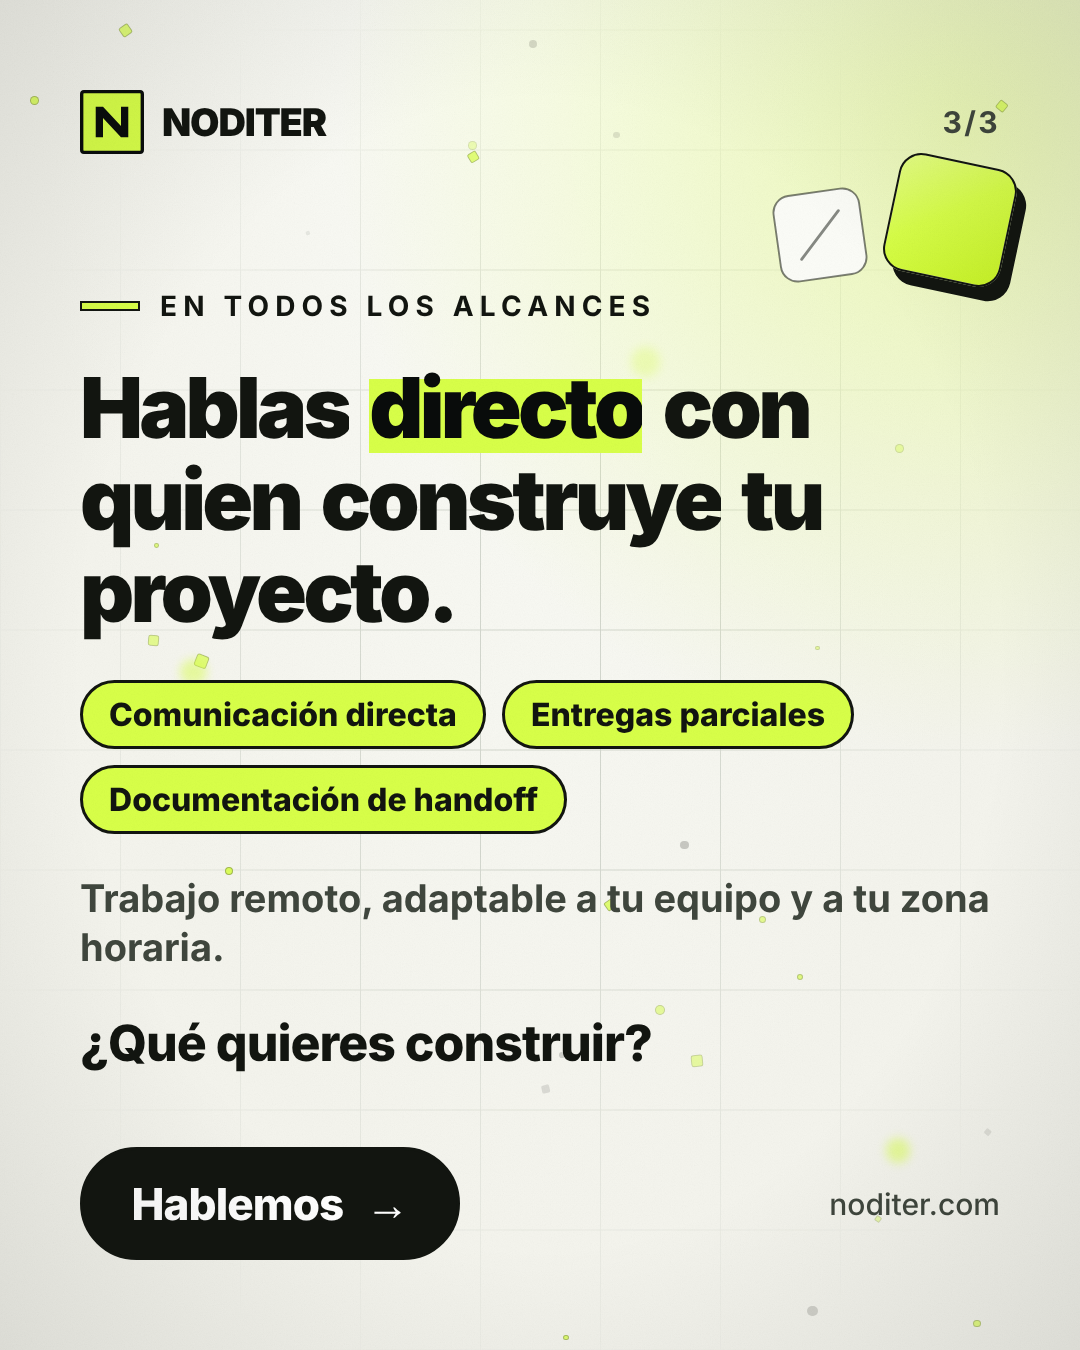 N NODITER
3/3
EN TODOS LOS ALCANCES
Hablas directo con
quien construye tu
proyecto.
Comunicación directa
Entregas parciales
Documentación de handoff
Trabajo remoto, adaptable a tu equipo y a tu zona
horaria.
¿Qué quieres construir?
Hablemos →
noditer.com